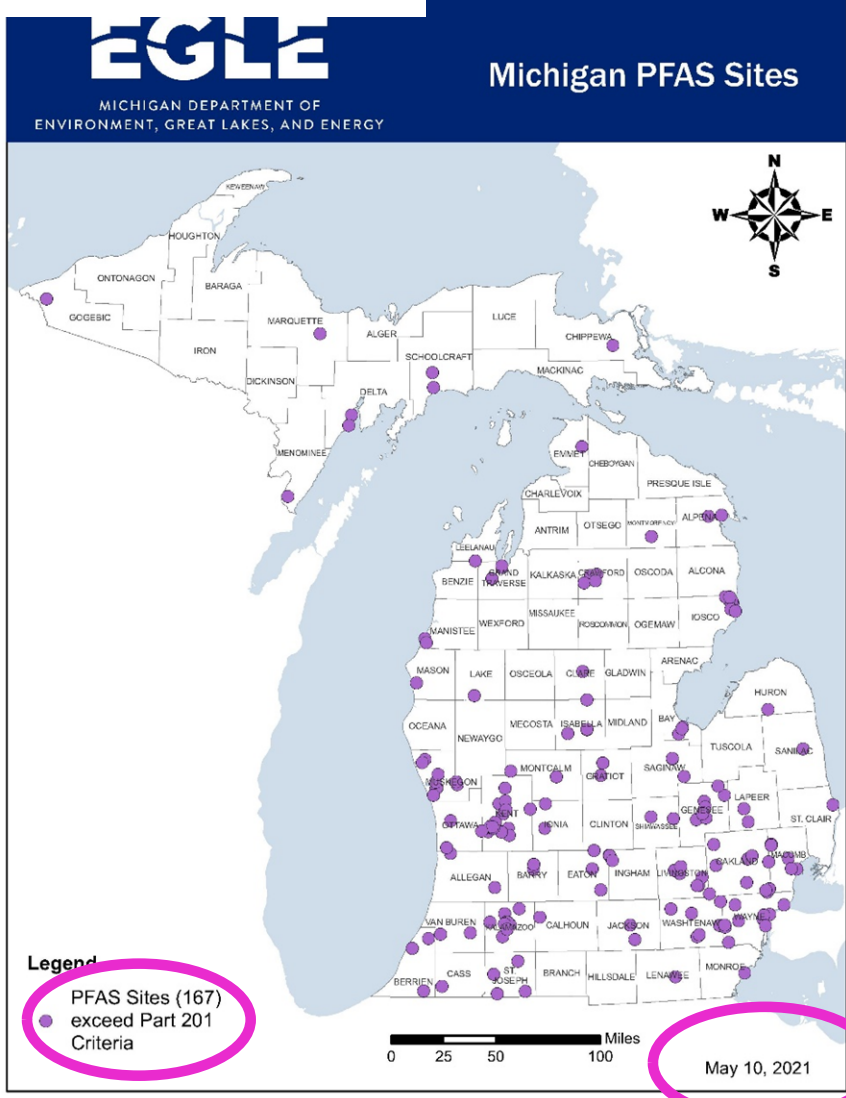 EGLE
MICHIGAN DEPARTMENT OF
ENVIRONMENT, GREAT LAKES, AND ENERGY
Michigan PFAS Sites
N
W E
S
KEWEENAW
HOUGHTON
ONTONAGON
BARAGA
GOGEBIC
MARQUETTE
LUCE
ALGER
CHIPPEWA
IRON
SCHOOLCRAFT
MACKINAC
DICKINSON
DELTA
MENOMINEE
EMMET
CHEBOYGAN
PRESQUE ISLE
CHARLEVOIX
ANTRIM
OTSEGO
MONTMORENCY
ALPENA
LEELANAU
BENZIE
GRAND
TRAVERSE
KALKASKA
CRAWFORD
OSCODA
ALCONA
MANISTEE
WEXFORD
MISSAUKEE
ROSCOMMON
OGEMAW
IOSCO
MASON
LAKE
OSCEOLA
CLARE
GLADWIN
ARENAC
HURON
OCEANA
NEWAYGO
MECOSTA
ISABELLA
MIDLAND
BAY
TUSCOLA
SANILAC
MUSKEGON
MONTCALM
GRATIOT
SAGINAW
LAPEER
GENESEE
ST. CLAIR
OTTAWA
KENT
IONIA
CLINTON
SHIAWASSEE
OAKLAND
MACOMB
ALLEGAN
BARRY
EATON
INGHAM
LIVINGSTON
VAN BUREN
KALAMAZOO
CALHOUN
JACKSON
WASHTENAW
WAYNE
BERRIEN
CASS
ST.
JOSEPH
BRANCH
HILLSDALE
LENAWEE
MONROE
Legend
PFAS Sites (167)
exceed Part 201
Criteria
Miles
0 25 50 100
May 10, 2021